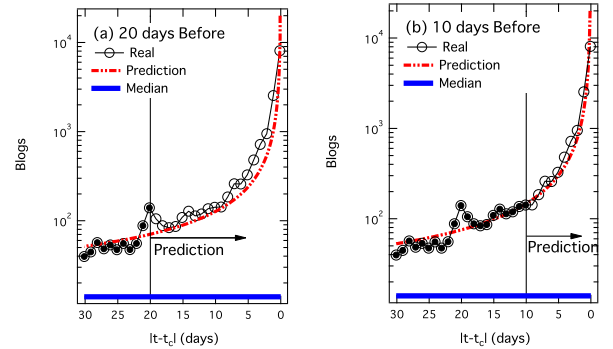 (a) 20 days Before
Real
Prediction
Median
Blogs
10^4
10^3
10^2
Prediction
30 25 20 15 10 5 0
|t-t_c| (days)
(b) 10 days Before
Real
Prediction
Median
Blogs
10^4
10^3
10^2
Prediction
30 25 20 15 10 5 0
|t-t_c| (days)